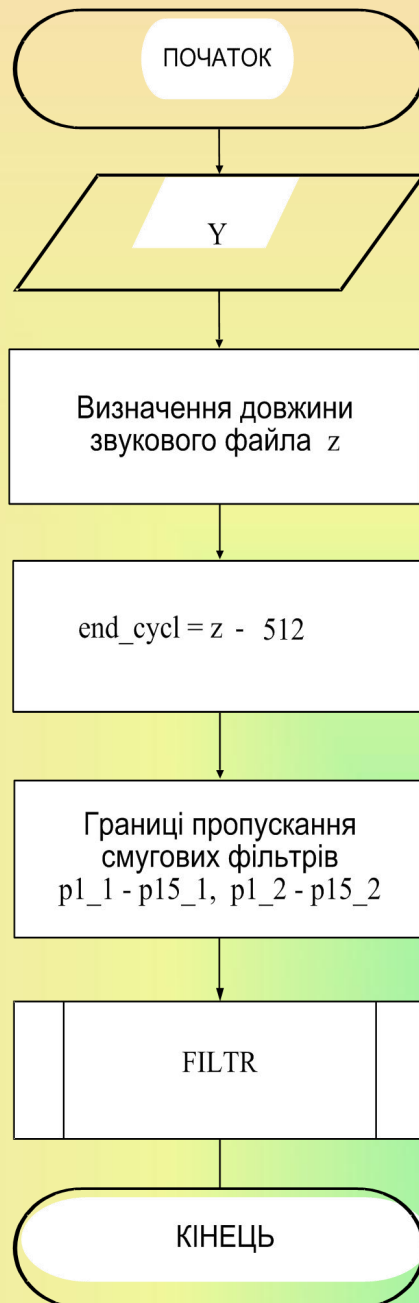 ПОЧАТОК
Y
Визначення довжини
звукового файла z
end_cycl = z - 512
Границі пропускання
смугових фільтрів
p1_1 - p15_1, p1_2 - p15_2
FILTR
КІНЕЦЬ